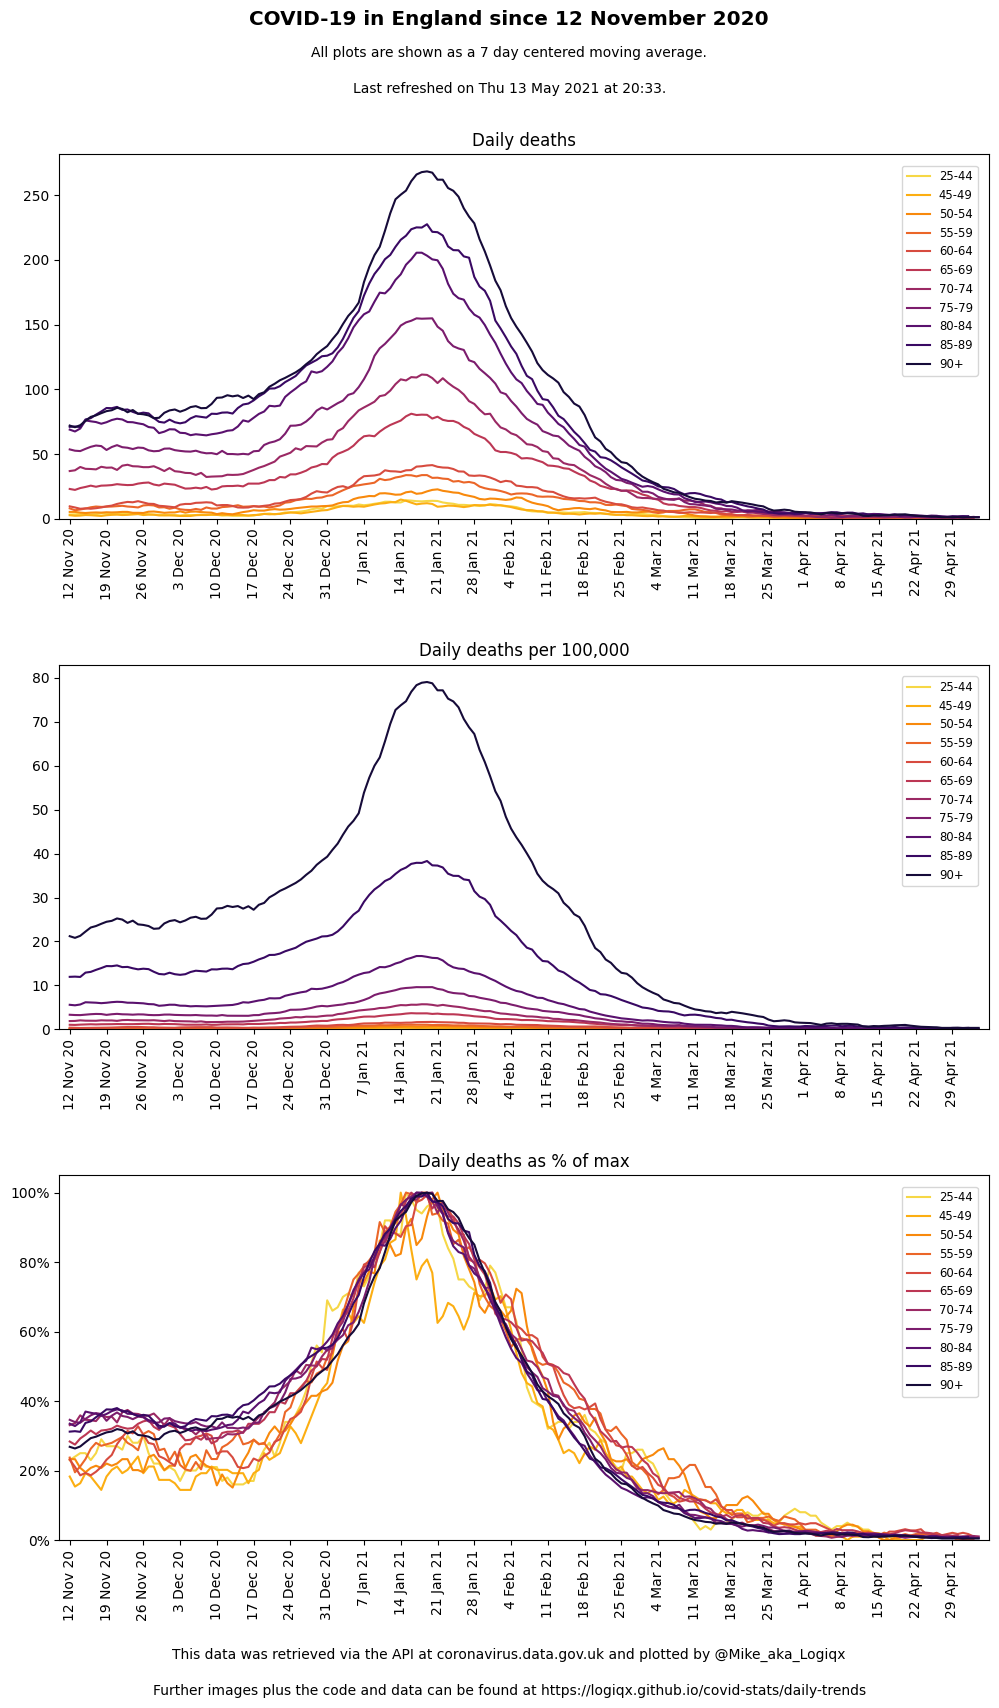 COVID-19 in England since 12 November 2020
All plots are shown as a 7 day centered moving average.
Last refreshed on Thu 13 May 2021 at 20:33.
Daily deaths
250
200
150
100
50
0
25-44
45-49
50-54
55-59
60-64
65-69
70-74
75-79
80-84
85-89
90+
12 Nov 20
19 Nov 20
26 Nov 20
3 Dec 20
10 Dec 20
17 Dec 20
24 Dec 20
31 Dec 20
7 Jan 21
14 Jan 21
21 Jan 21
28 Jan 21
4 Feb 21
11 Feb 21
18 Feb 21
25 Feb 21
4 Mar 21
11 Mar 21
18 Mar 21
25 Mar 21
1 Apr 21
8 Apr 21
15 Apr 21
22 Apr 21
29 Apr 21
Daily deaths per 100,000
80
70
60
50
40
30
20
10
0
25-44
45-49
50-54
55-59
60-64
65-69
70-74
75-79
80-84
85-89
90+
12 Nov 20
19 Nov 20
26 Nov 20
3 Dec 20
10 Dec 20
17 Dec 20
24 Dec 20
31 Dec 20
7 Jan 21
14 Jan 21
21 Jan 21
28 Jan 21
4 Feb 21
11 Feb 21
18 Feb 21
25 Feb 21
4 Mar 21
11 Mar 21
18 Mar 21
25 Mar 21
1 Apr 21
8 Apr 21
15 Apr 21
22 Apr 21
29 Apr 21
Daily deaths as % of max
100%
80%
60%
40%
20%
0%
25-44
45-49
50-54
55-59
60-64
65-69
70-74
75-79
80-84
85-89
90+
12 Nov 20
19 Nov 20
26 Nov 20
3 Dec 20
10 Dec 20
17 Dec 20
24 Dec 20
31 Dec 20
7 Jan 21
14 Jan 21
21 Jan 21
28 Jan 21
4 Feb 21
11 Feb 21
18 Feb 21
25 Feb 21
4 Mar 21
11 Mar 21
18 Mar 21
25 Mar 21
1 Apr 21
8 Apr 21
15 Apr 21
22 Apr 21
29 Apr 21
This data was retrieved via the API at coronavirus.data.gov.uk and plotted by @Mike_aka_Logiqx
Further images plus the code and data can be found at https://logiqx.github.io/covid-stats/daily-trends